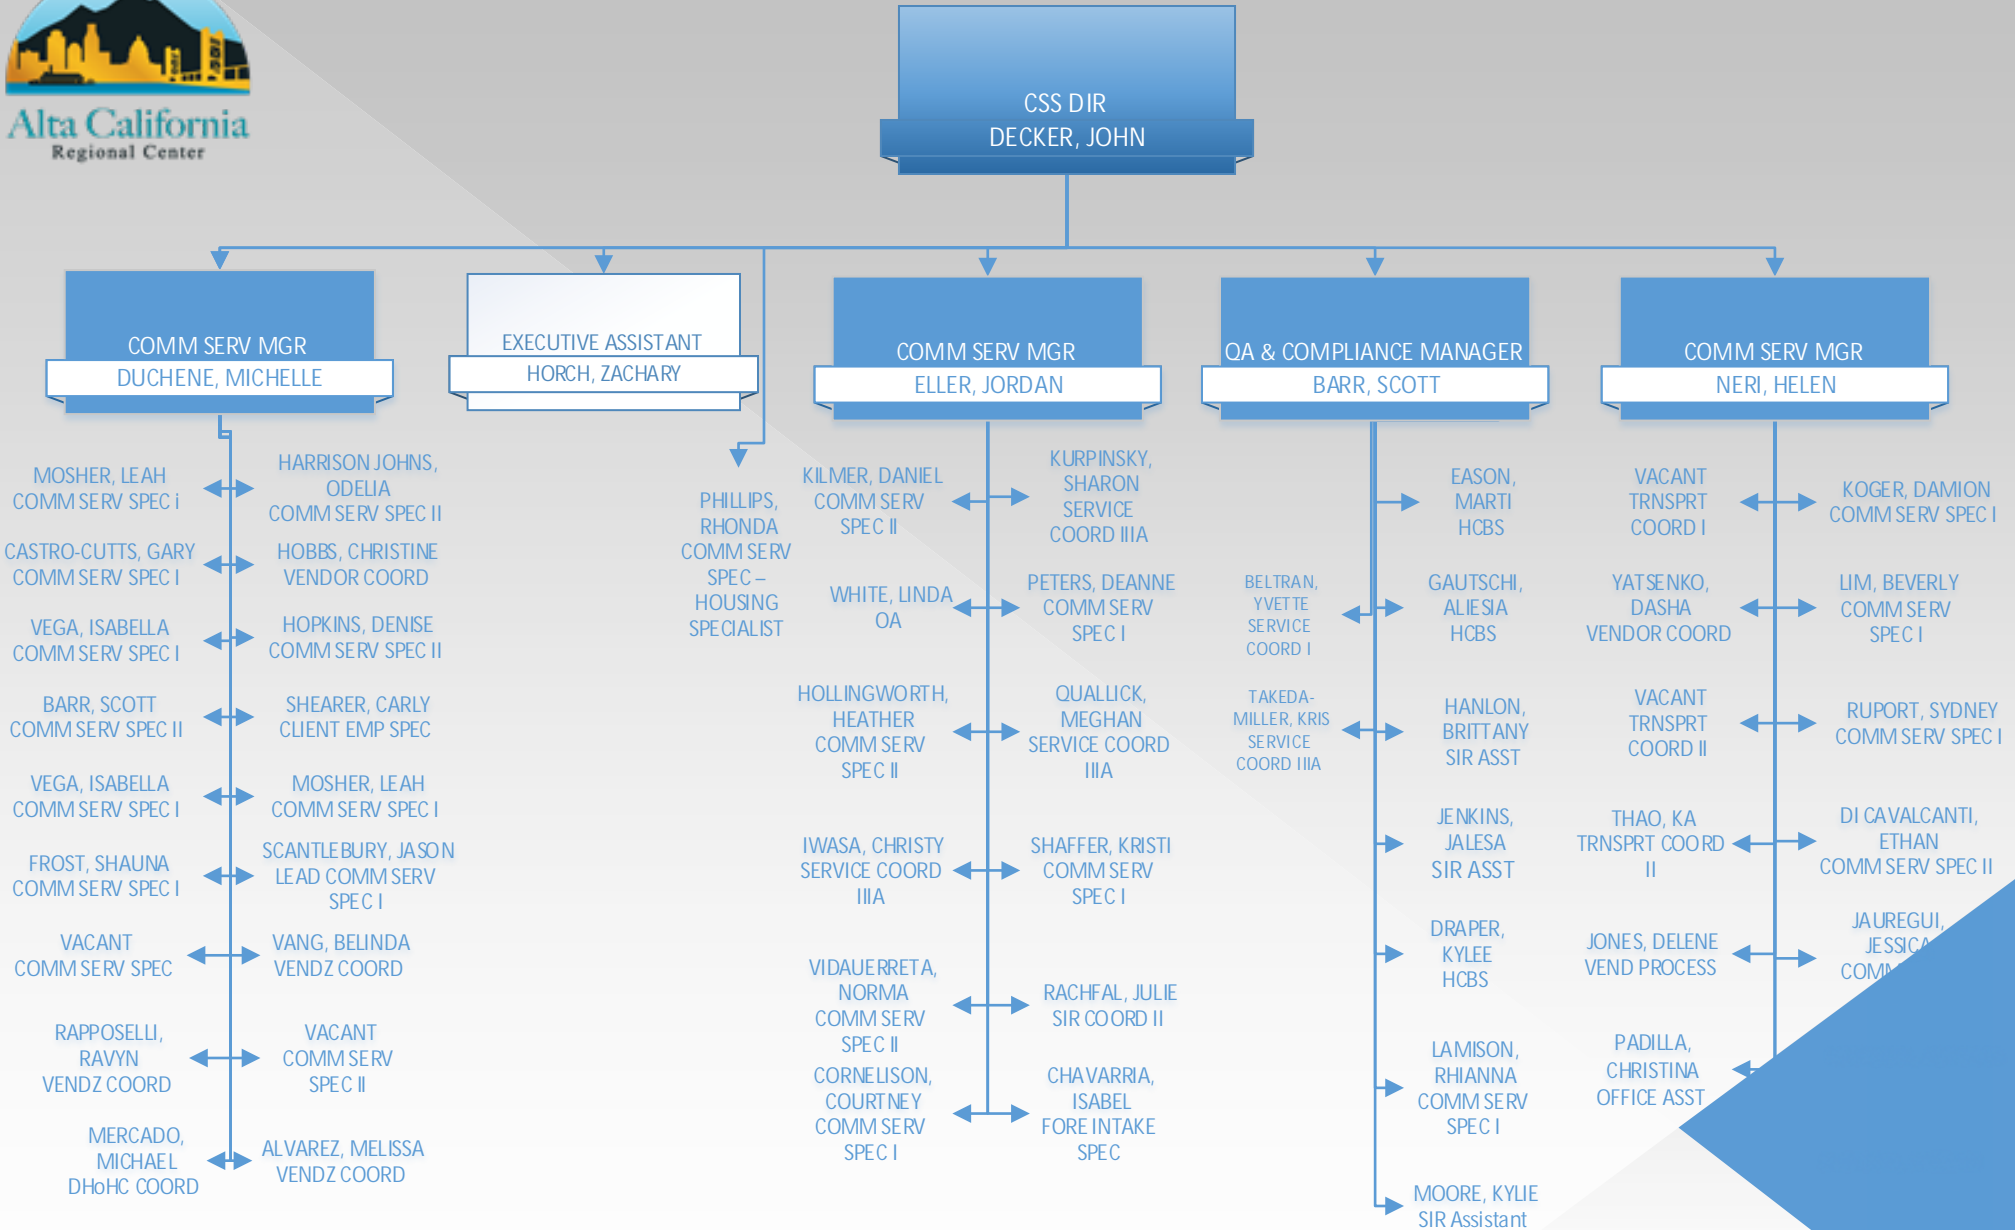 Alta California
Regional Center
CSS DIR
DECKER, JOHN
COMM SERV MGR
DUCHENE, MICHELLE
EXECUTIVE ASSISTANT
HORCH, ZACHARY
COMM SERV MGR
ELLER, JORDAN
QA & COMPLIANCE MANAGER
BARR, SCOTT
COMM SERV MGR
NERI, HELEN
MOSHER, LEAH
COMM SERV SPEC i
HARRISON JOHNS,
ODELIA
COMM SERV SPEC II
CASTRO-CUTTS, GARY
COMM SERV SPEC I
HOBBS, CHRISTINE
VENDOR COORD
VEGA, ISABELLA
COMM SERV SPEC I
HOPKINS, DENISE
COMM SERV SPEC II
BARR, SCOTT
COMM SERV SPEC II
SHEARER, CARLY
CLIENT EMP SPEC
VEGA, ISABELLA
COMM SERV SPEC I
MOSHER, LEAH
COMM SERV SPEC I
FROST, SHAUNA
COMM SERV SPEC I
SCANTLEBURY, JASON
LEAD COMM SERV
SPEC I
VACANT
COMM SERV SPEC
VANG, BELINDA
VENDZ COORD
RAPPOSELLI,
RAVYN
VENDZ COORD
VACANT
COMM SERV
SPEC II
MERCADO,
MICHAEL
DHoHC COORD
ALVAREZ, MELISSA
VENDZ COORD
PHILLIPS,
RHONDA
COMM SERV
SPEC –
HOUSING
SPECIALIST
KILMER, DANIEL
COMM SERV
SPEC II
KURPINSKY,
SHARON
SERVICE
COORD IIIA
WHITE, LINDA
OA
PETERS, DEANNE
COMM SERV
SPEC I
HOLLINGWORTH,
HEATHER
COMM SERV
SPEC II
QUALLICK,
MEGHAN
SERVICE COORD
IIIA
IWASA, CHRISTY
SERVICE COORD
IIIA
SHAFFER, KRISTI
COMM SERV
SPEC I
VIDAUERRETA,
NORMA
COMM SERV
SPEC II
RACHFAL, JULIE
SIR COORD II
CORNELISON,
COURTNEY
COMM SERV
SPEC I
CHAVARRIA,
ISABEL
FORE INTAKE
SPEC
EASON,
MARTI
HCBS
BELTRAN,
YVETTE
SERVICE
COORD I
GAUTSCHI,
ALIESIA
HCBS
TAKEDA-
MILLER, KRIS
SERVICE
COORD IIIA
HANLON,
BRITTANY
SIR ASST
JENKINS,
JALESA
SIR ASST
DRAPER,
KYLEE
HCBS
LAMISON,
RHIANNA
COMM SERV
SPEC I
MOORE, KYLIE
SIR Assistant
VACANT
TRNSPRT
COORD I
KOGER, DAMION
COMM SERV SPEC I
YATSENKO,
DASHA
VENDOR COORD
LIM, BEVERLY
COMM SERV
SPEC I
VACANT
TRNSPRT
COORD II
RUPORT, SYDNEY
COMM SERV SPEC I
THAO, KA
TRNSPRT COORD
II
DI CAVALCANTI,
ETHAN
COMM SERV SPEC II
JONES, DELENE
VEND PROCESS
JAUREGUI,
JESSICA
PADILLA,
CHRISTINA
OFFICE ASST